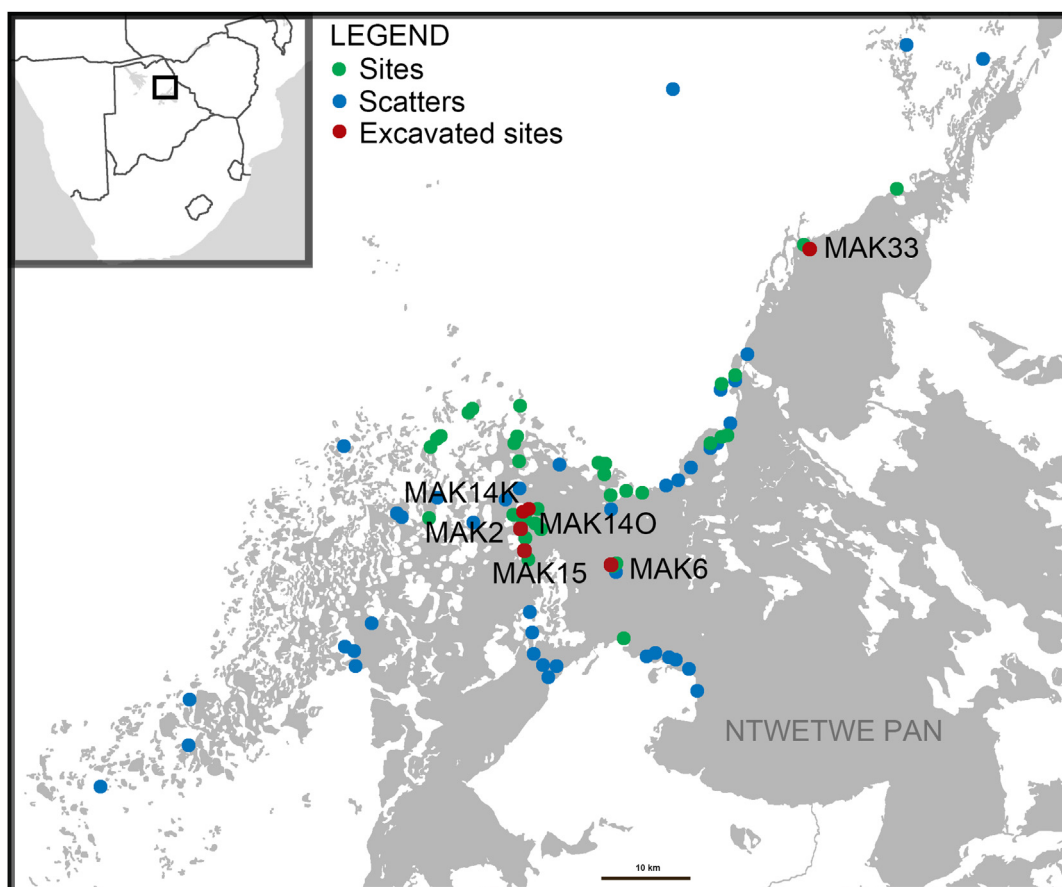 LEGEND
Sites
Scatters
Excavated sites
MAK33
MAK14K
MAK14O
MAK2
MAK15
MAK6
NTWETWE PAN
10 km